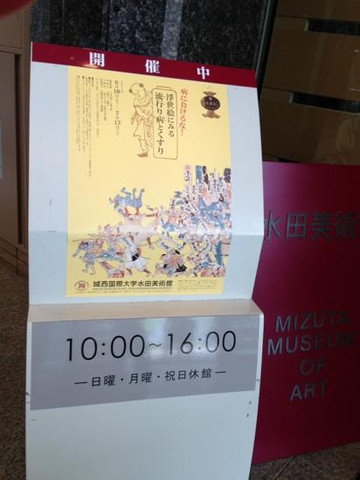 開催中
病に負けるな!
浮世絵にみる
流行り病とくすり
城西国際大学水田美術館
10:00~16:00
―日曜・月曜・祝日休館―
水田美術
MIZUTA
MUSEUM
OF
ART